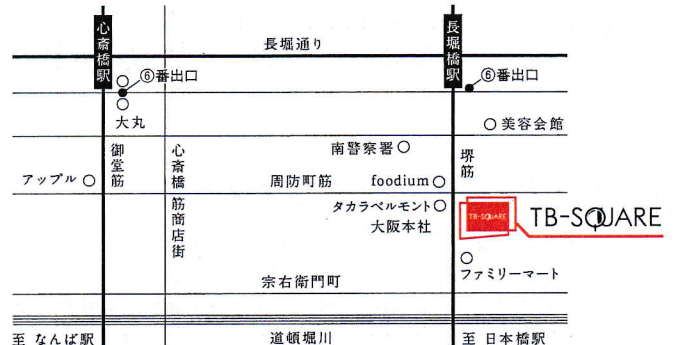 心斎橋駅
長堀通り
長堀橋駅
⑥番出口
⑥番出口
大丸
美容会館
御堂筋
心斎橋
筋商店街
南警察署
堺筋
アップル
周防町筋
foodium
タカラベルモント
大阪本社
TB-SQUARE
TB-SQUARE
ファミリーマート
宗右衛門町
至 なんば駅
道頓堀川
至 日本橋駅